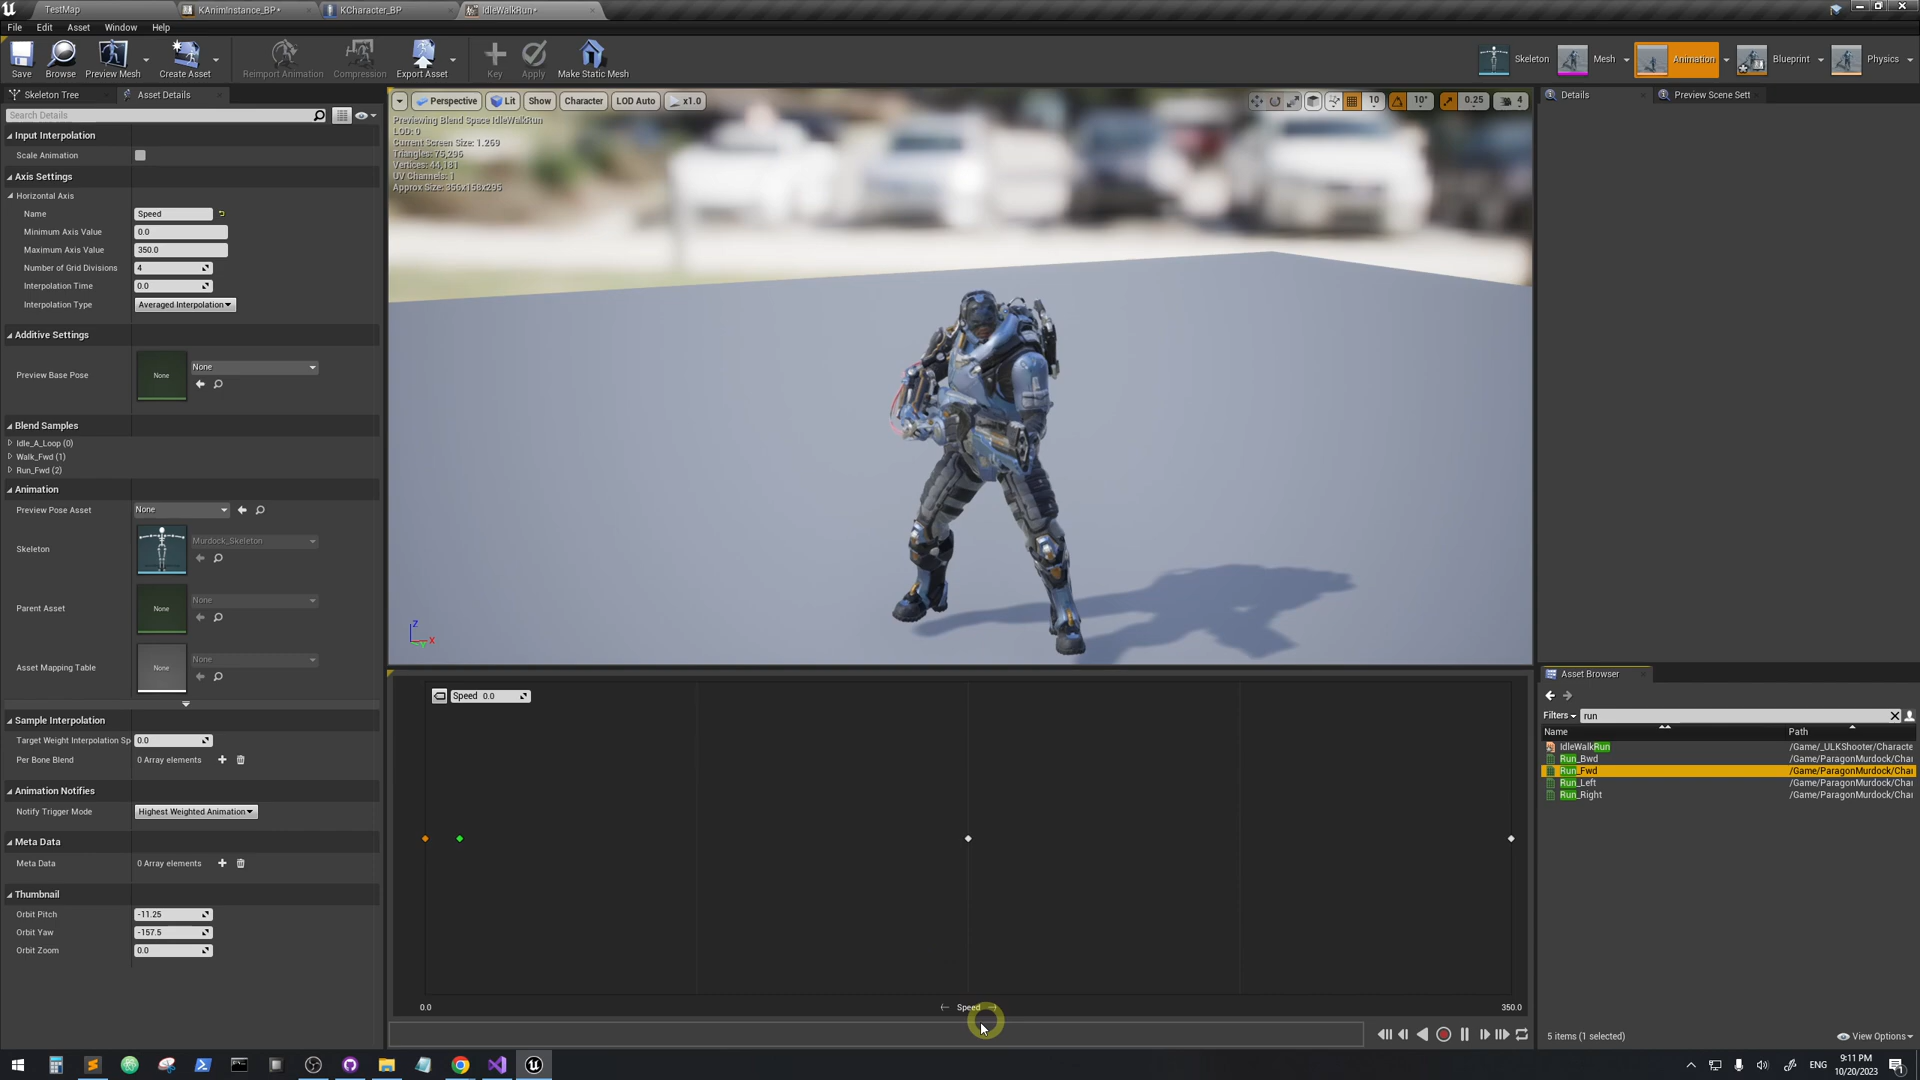 TestMap
KAnimInstance_BP*
KCharacter_BP
IdleWalkRun*
File Edit Asset Window Help
Save
Browse
Preview Mesh
Create Asset
Reimport Animation
Compression
Export Asset
Key
Apply
Make Static Mesh
Skeleton
Mesh
Animation
Blueprint
Physics
Skeleton Tree
Asset Details
Search Details
Input Interpolation
Scale Animation
Axis Settings
Horizontal Axis
Name Speed
Minimum Axis Value 0.0
Maximum Axis Value 350.0
Number of Grid Divisions 4
Interpolation Time 0.0
Interpolation Type Averaged Interpolation
Additive Settings
Preview Base Pose None None
Blend Samples
Idle_A_Loop (0)
Walk_Fwd (1)
Run_Fwd (2)
Animation
Preview Pose Asset None
Skeleton Murdock_Skeleton
Parent Asset None None
Asset Mapping Table None None
Sample Interpolation
Target Weight Interpolation Sp 0.0
Per Bone Blend 0 Array elements
Animation Notifies
Notify Trigger Mode Highest Weighted Animation
Meta Data
Meta Data 0 Array elements
Thumbnail
Orbit Pitch -11.25
Orbit Yaw -157.5
Orbit Zoom 0.0
Perspective Lit Show Character LOD Auto x1.0
10 10° 0.25 4
Previewing Blend Space IdleWalkRun
LOD: 0
Current Screen Size: 1.269
Triangles: 75,296
Vertices: 44,181
UV Channels: 1
Approx Size: 356x158x295
Z
X
Speed 0.0
0.0 Speed 350.0
Details
Preview Scene Sett
Asset Browser
Filters run
Name Path
IdleWalkRun /Game/_ULKShooter/Characte
Run_Bwd /Game/ParagonMurdock/Chai
Run_Fwd /Game/ParagonMurdock/Chai
Run_Left /Game/ParagonMurdock/Chai
Run_Right /Game/ParagonMurdock/Chai
5 items (1 selected)
View Options
ENG
9:11 PM
10/20/2023